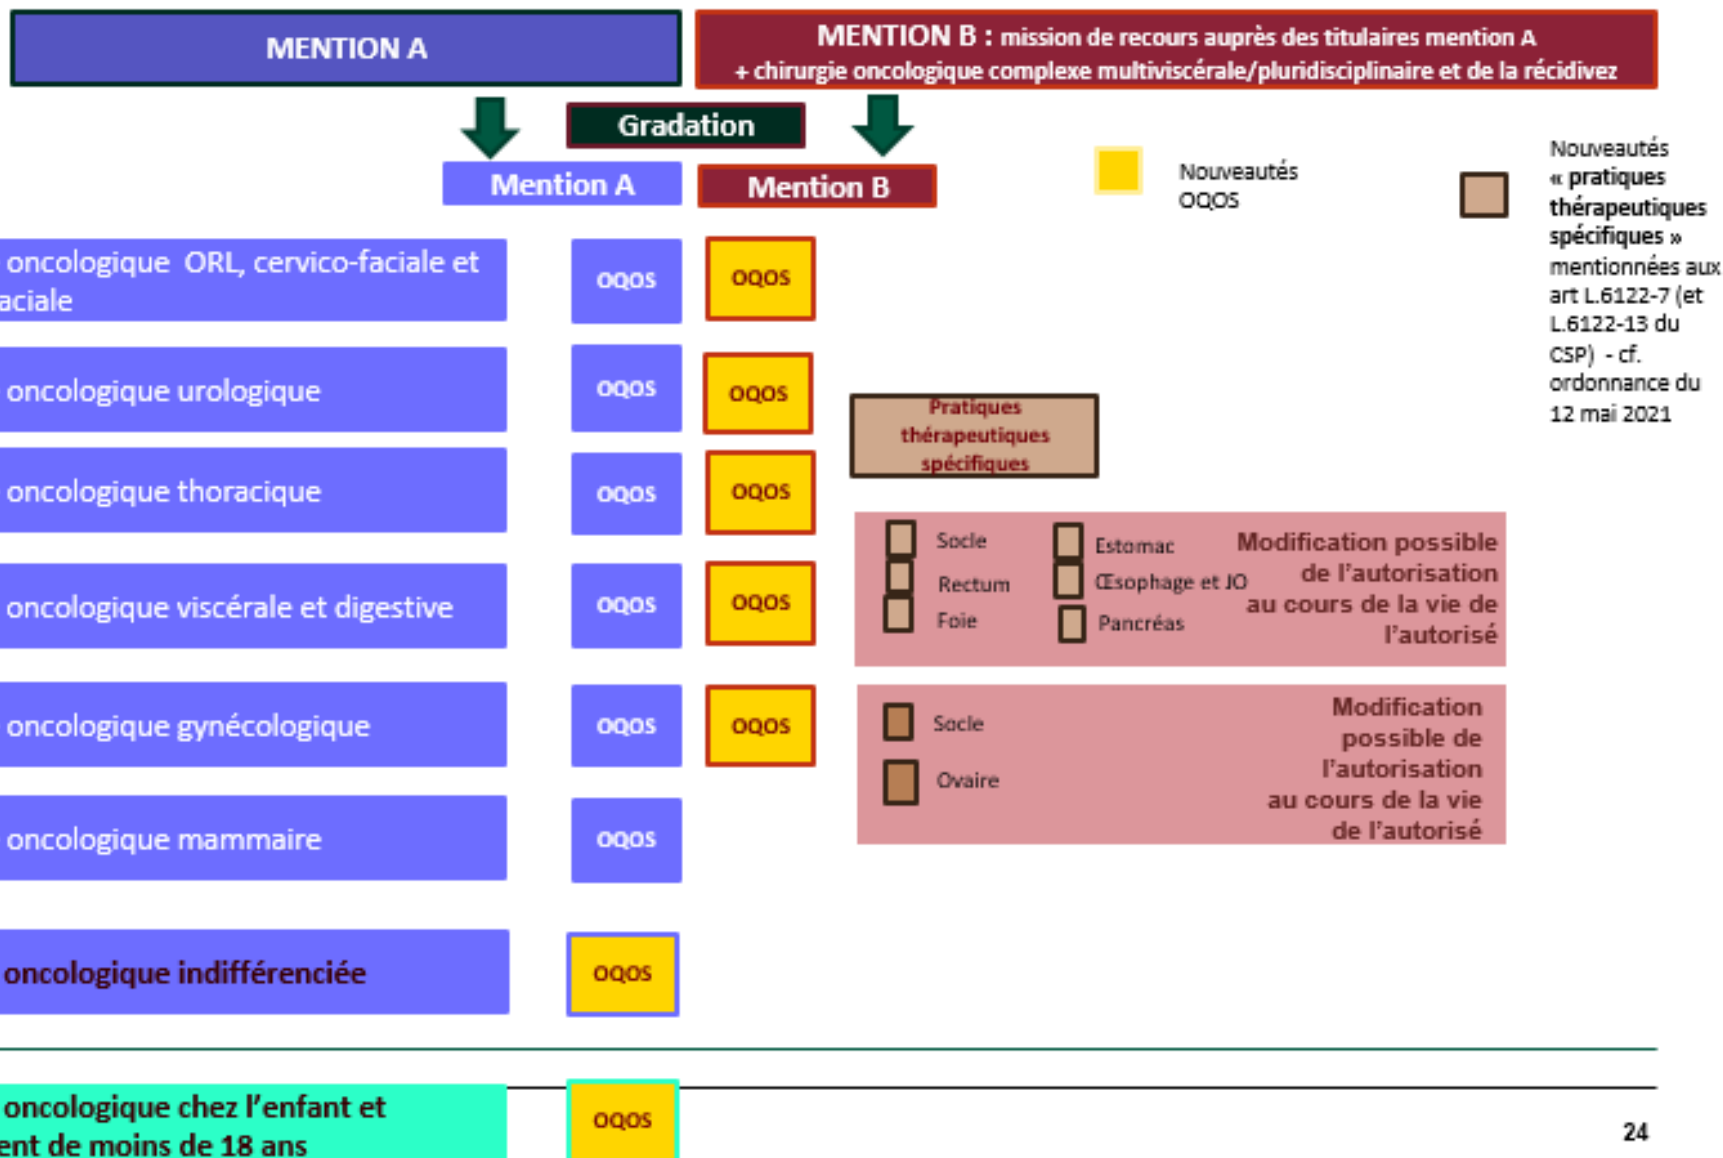 MENTION A
MENTION B : mission de recours auprès des titulaires mention A
+ chirurgie oncologique complexe multiviscérale/pluridisciplinaire et de la récidivez
Gradation
Mention A
Mention B
Nouveautés
OQOS
Nouveautés
« pratiques
thérapeutiques
spécifiques »
mentionnées aux
art L.6122-7 (et
L.6122-13 du
CSP) - cf.
ordonnance du
12 mai 2021
oncologique ORL, cervico-faciale et
aciale
OQOS
OQOS
oncologique urologique
OQOS
OQOS
Pratiques
thérapeutiques
spécifiques
oncologique thoracique
OQOS
OQOS
Socle
Rectum
Foie
Estomac
Œsophage et JO
Pancréas
Modification possible
de l'autorisation
au cours de la vie de
l'autorisé
oncologique viscérale et digestive
OQOS
OQOS
oncologique gynécologique
OQOS
OQOS
Socle
Ovaire
Modification
possible de
l'autorisation
au cours de la vie
de l'autorisé
oncologique mammaire
OQOS
oncologique indifférenciée
OQOS
oncologique chez l'enfant et
ent de moins de 18 ans
OQOS
24